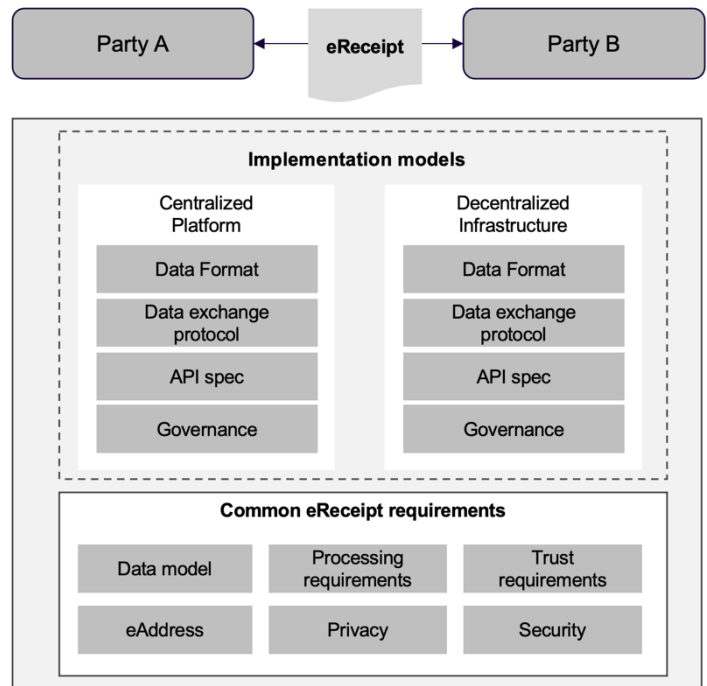 Party A
eReceipt
Party B
Implementation models
Centralized
Platform
Data Format
Data exchange
protocol
API spec
Governance
Decentralized
Infrastructure
Data Format
Data exchange
protocol
API spec
Governance
Common eReceipt requirements
Data model
Processing
requirements
Trust
requirements
eAddress
Privacy
Security